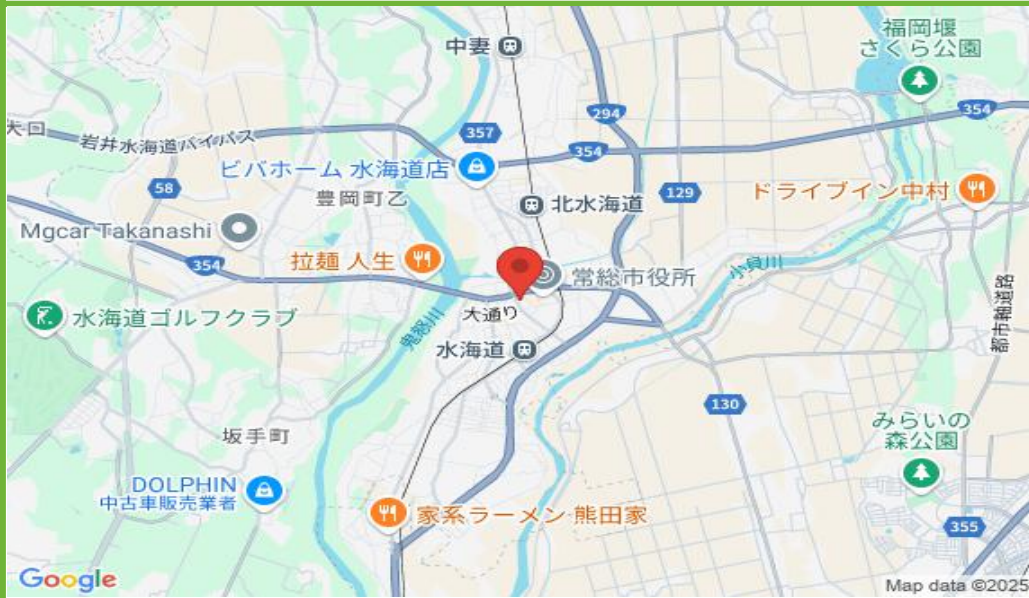 中妻
福岡堰
さくら公園
294
354
大口
岩井水海道バイパス
357
354
ビバホーム 水海道店
58
豊岡町乙
129
北水海道
ドライブイン中村
Mgcar Takanashi
拉麺 人生
354
小貝川
常総市役所
水海道ゴルフクラブ
大通り
鬼怒川
都市軸道路
水海道
130
坂手町
みらいの
森公園
DOLPHIN
中古車販売業者
家系ラーメン 熊田家
355
Google
Map data ©2025